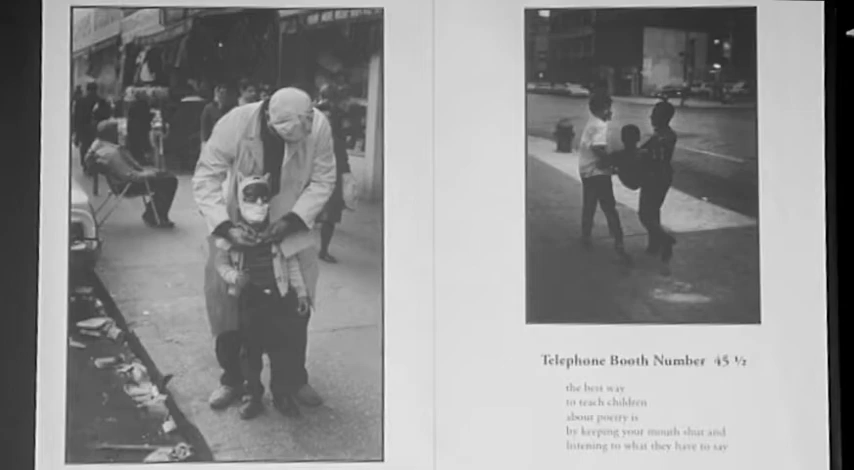 Telephone Booth Number 45 ½
the best way
to teach children
about poetry is
by keeping your mouth shut and
listening to what they have to say